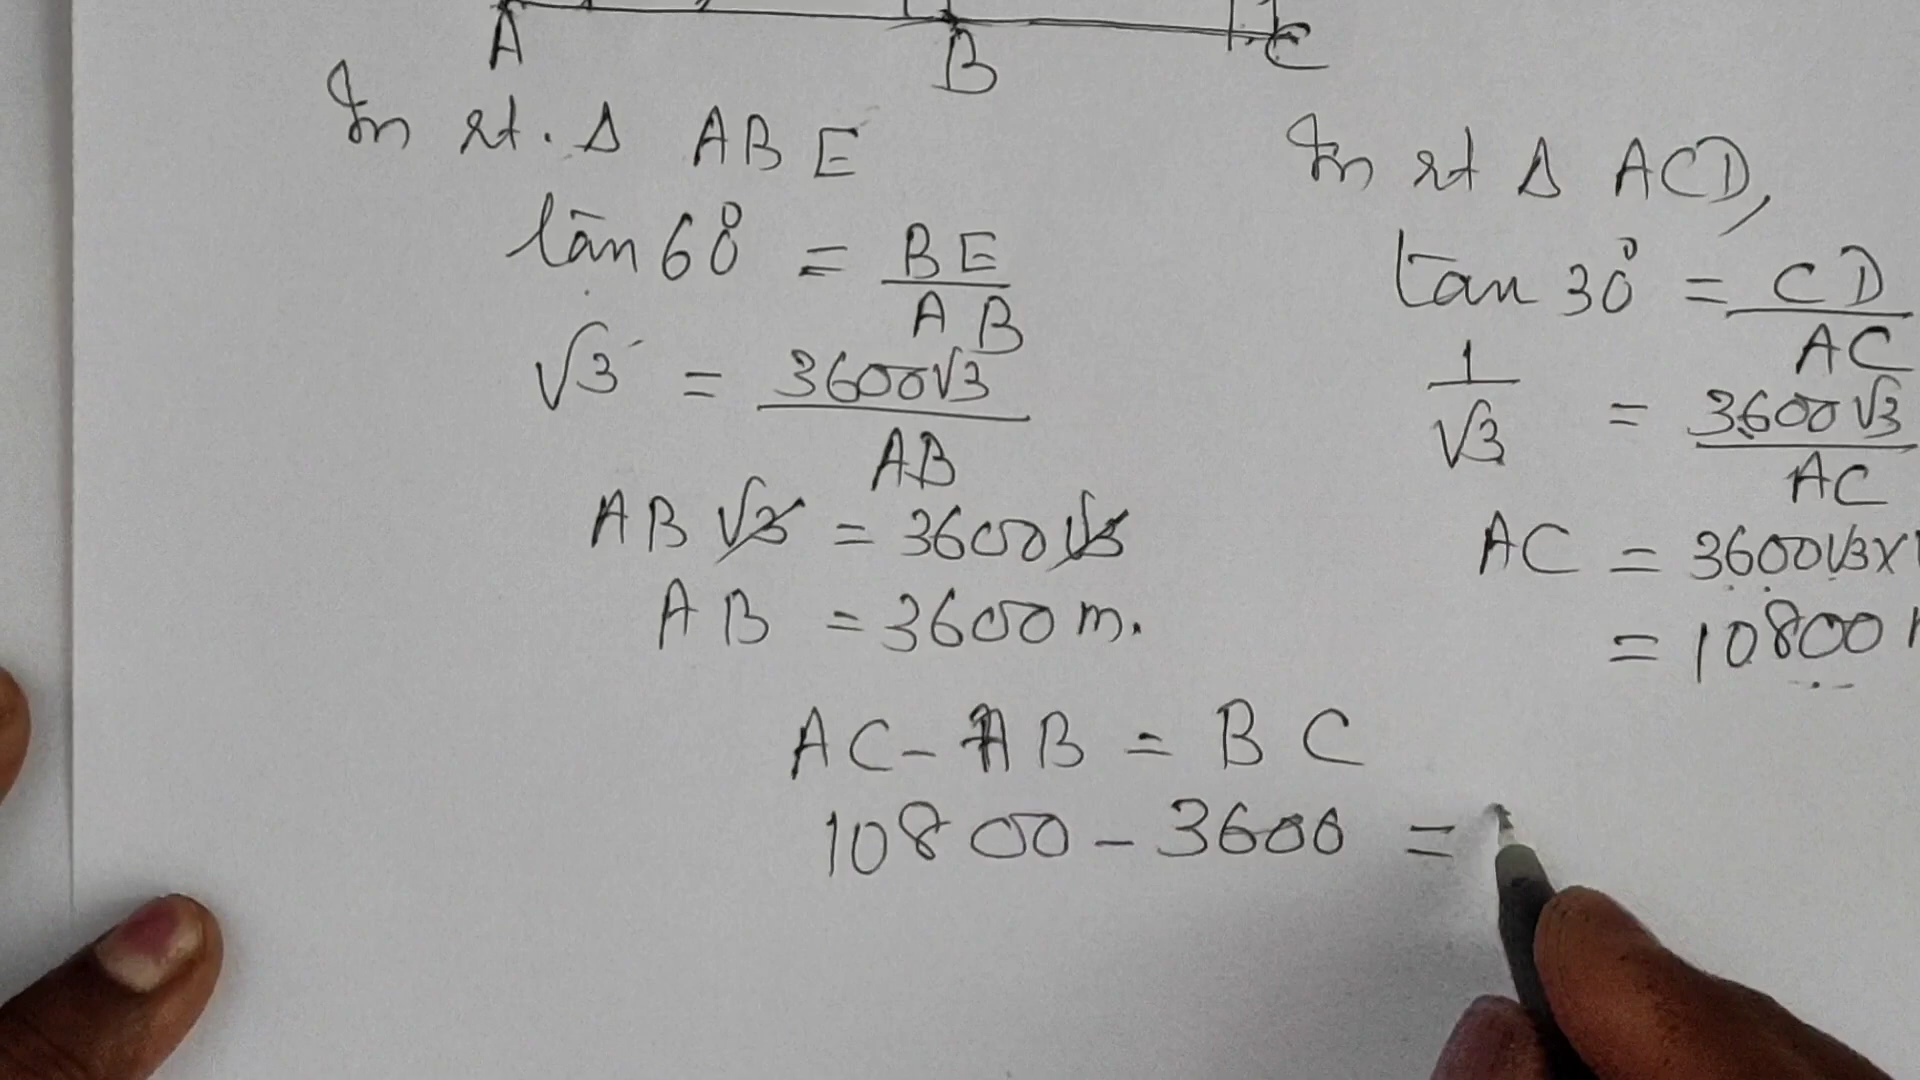 A B C
In rt. Δ ABE
tan 60° = BE / AB
√3 = 3600√3 / AB
AB √3 = 3600√3
AB = 3600 m.
In rt Δ ACD,
tan 30° = CD / AC
1 / √3 = 3600√3 / AC
AC = 3600√3 ×
= 10800
AC - AB = BC
10800 - 3600 =